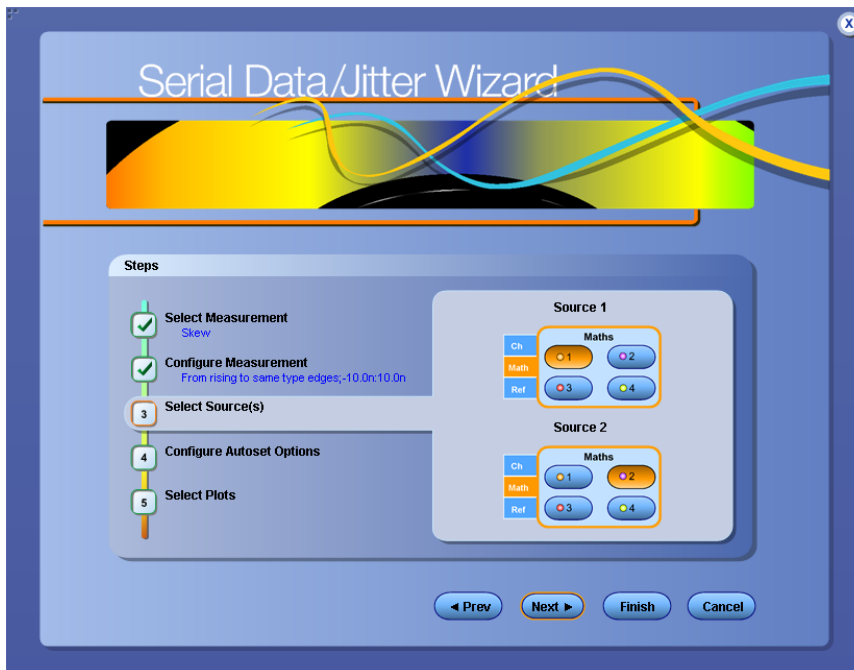 X
Serial Data/Jitter Wizard
Steps
Select Measurement
Skew
Configure Measurement
From rising to same type edges;-10.0n:10.0n
3
Select Source(s)
4
Configure Autoset Options
5
Select Plots
Source 1
Maths
Ch
Math
Ref
1
2
3
4
Source 2
Maths
Ch
Math
Ref
1
2
3
4
◄ Prev
Next ►
Finish
Cancel